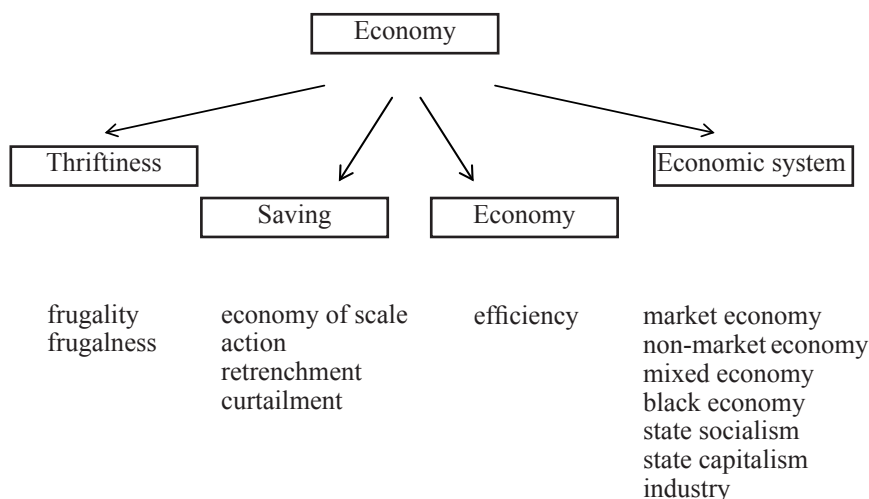 Economy
Thriftiness
Economic system
Saving
Economy
frugality
frugalness
economy of scale
action
retrenchment
curtailment
efficiency
market economy
non-market economy
mixed economy
black economy
state socialism
state capitalism
industry